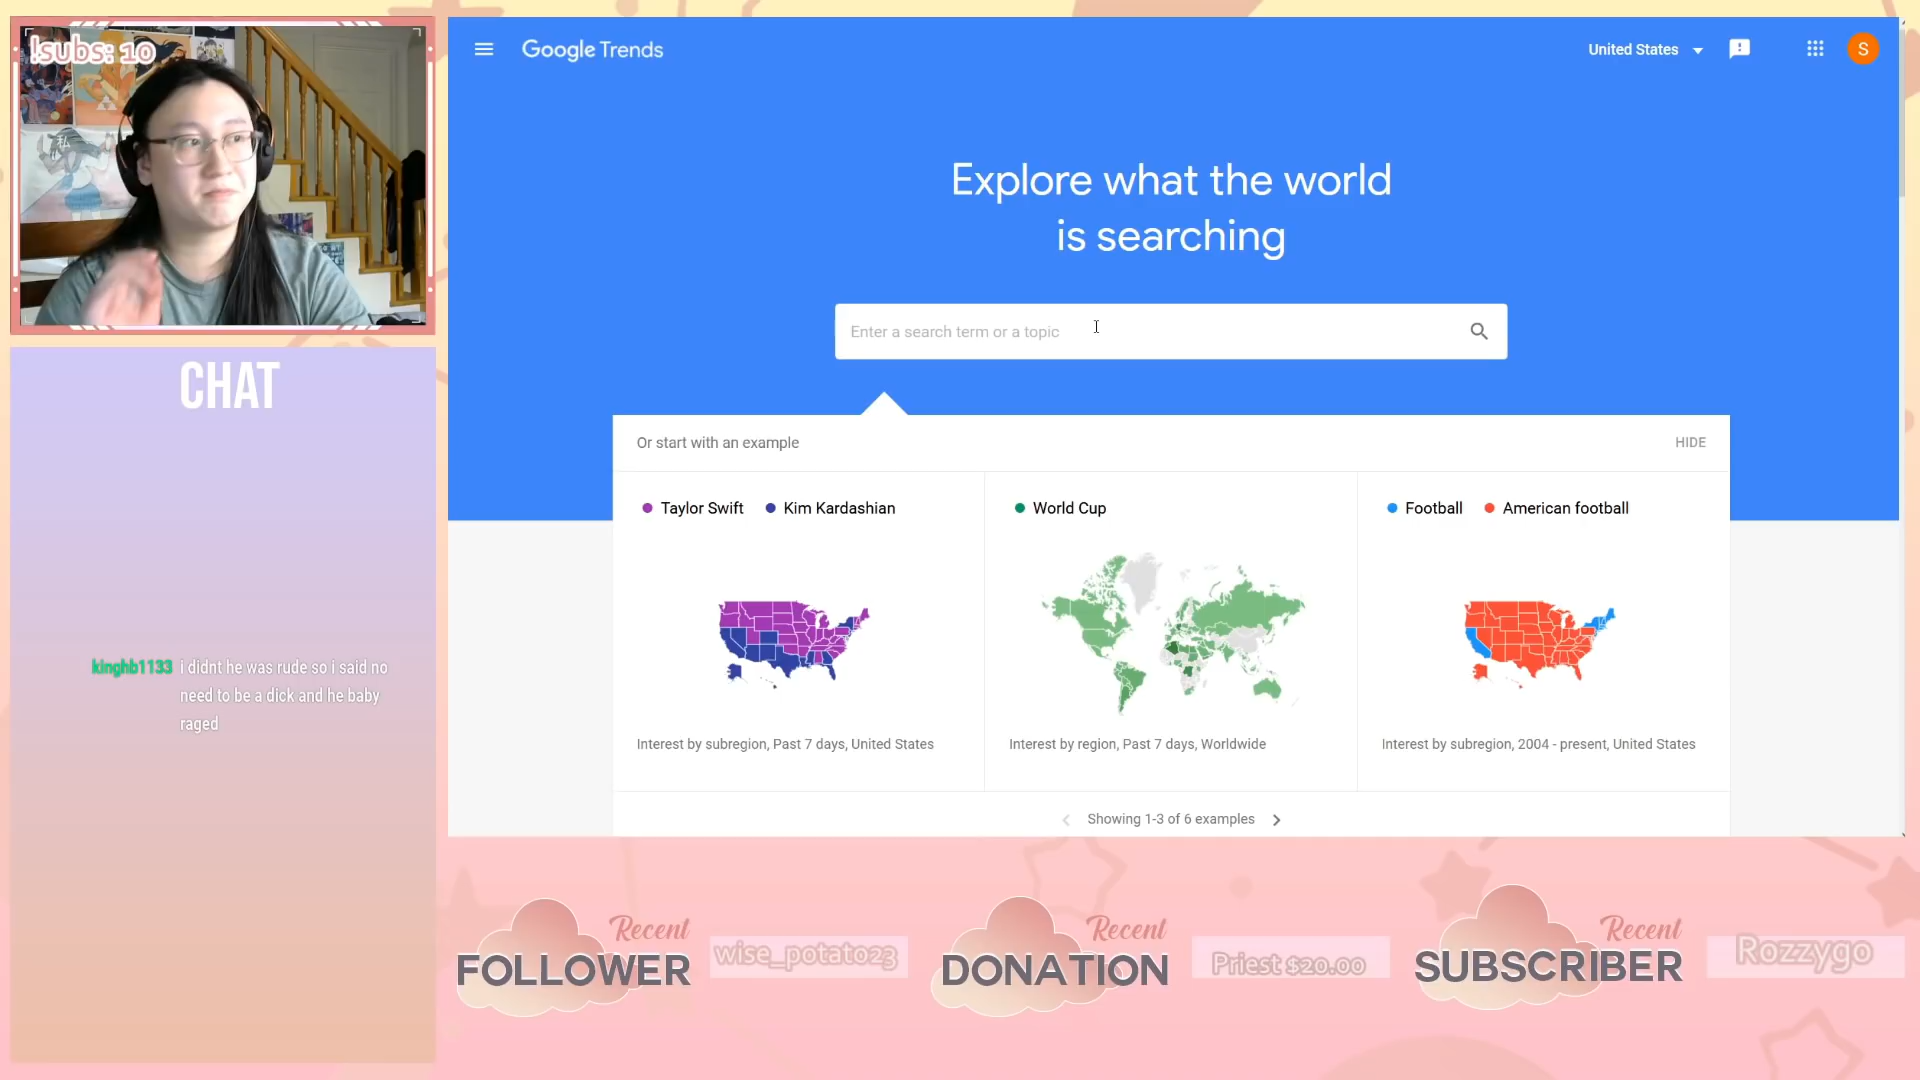 !subs: 10
Google Trends
United States
S
Explore what the world
is searching
Enter a search term or a topic
Or start with an example
HIDE
Taylor Swift
Kim Kardashian
World Cup
Football
American football
Interest by subregion, Past 7 days, United States
Interest by region, Past 7 days, Worldwide
Interest by subregion, 2004 - present, United States
Showing 1-3 of 6 examples
CHAT
kinghb1133 i didnt he was rude so i said no
need to be a dick and he baby
raged
Recent
FOLLOWER
wise_potato23
Recent
DONATION
Priest $20.00
Recent
SUBSCRIBER
Rozzygo